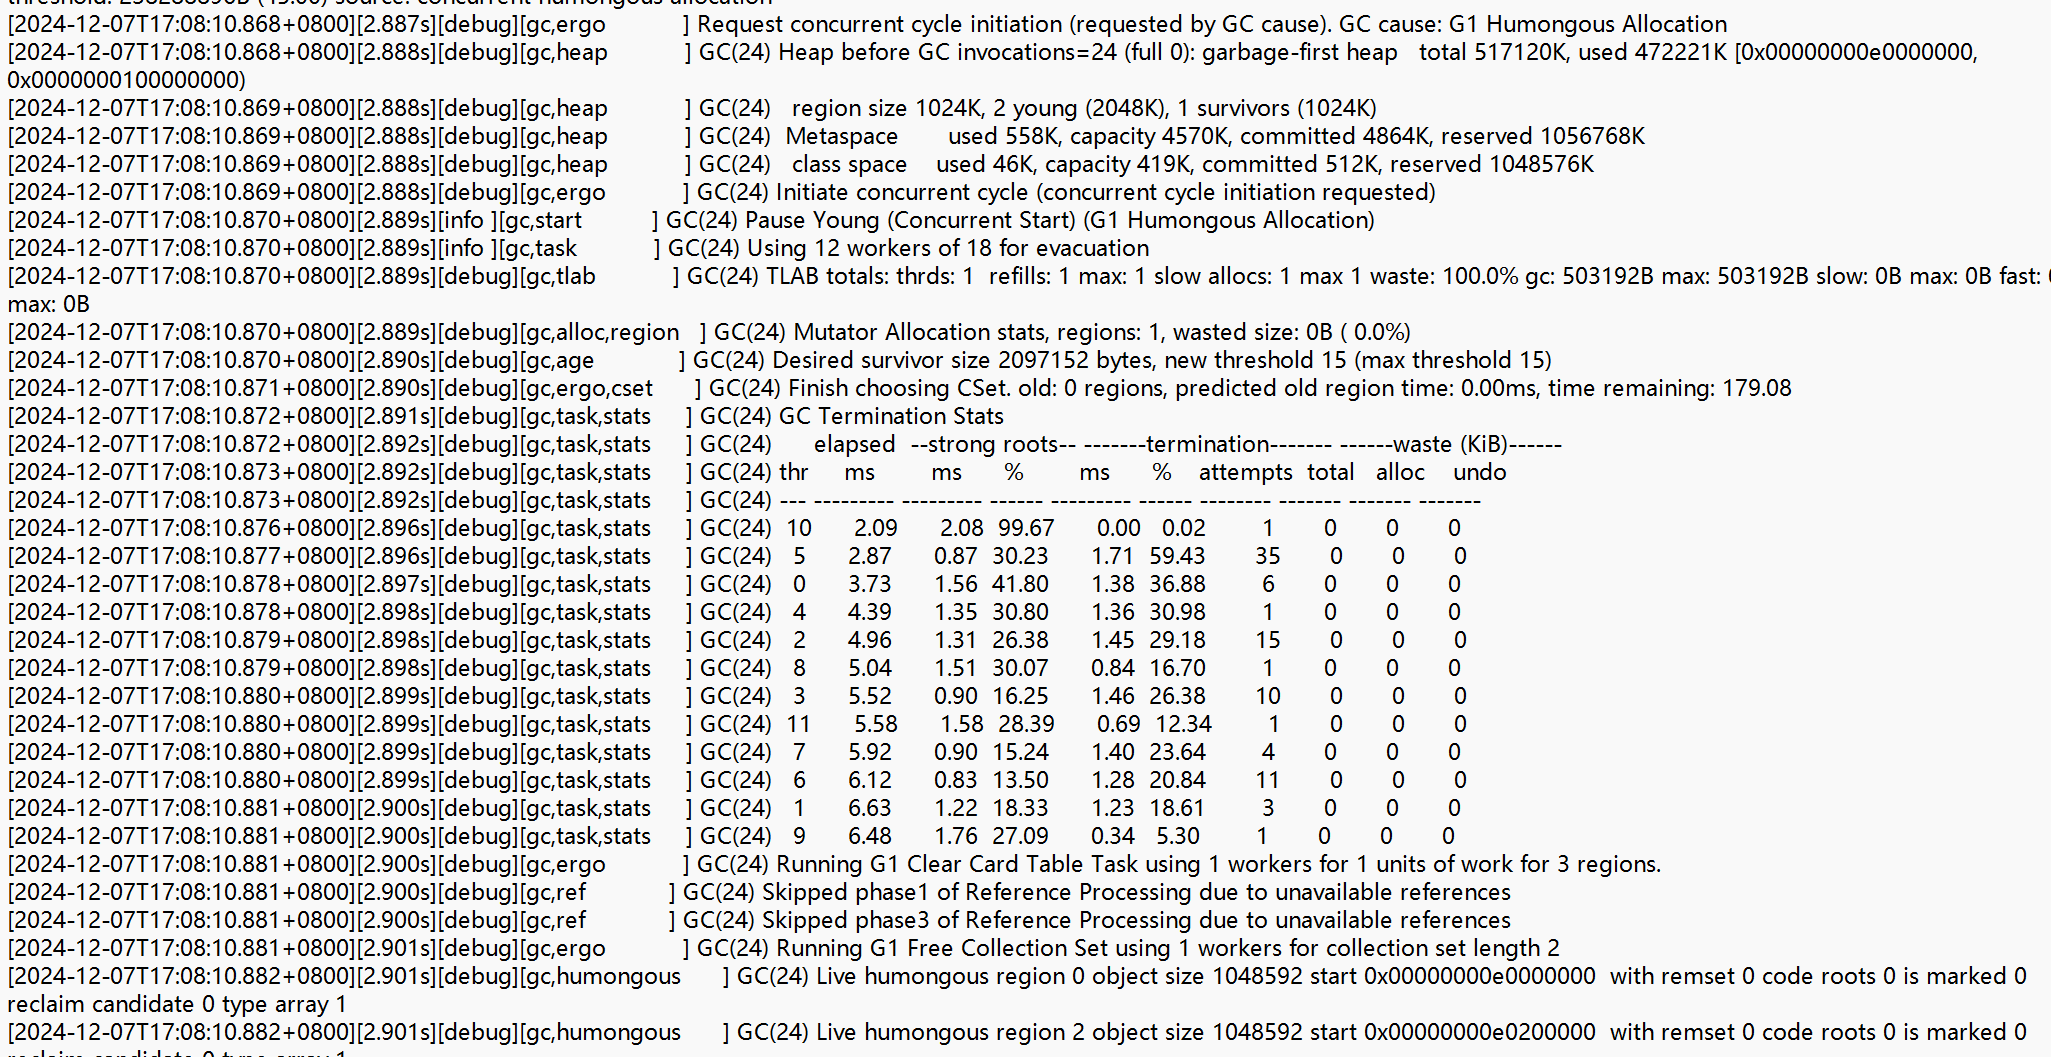 threshold: 238288896B (45.00) source: concurrent humongous allocation
[2024-12-07T17:08:10.868+0800][2.887s][debug][gc,ergo ] Request concurrent cycle initiation (requested by GC cause). GC cause: G1 Humongous Allocation
[2024-12-07T17:08:10.868+0800][2.888s][debug][gc,heap ] GC(24) Heap before GC invocations=24 (full 0): garbage-first heap total 517120K, used 472221K [0x00000000e0000000,
0x0000000100000000)
[2024-12-07T17:08:10.869+0800][2.888s][debug][gc,heap ] GC(24) region size 1024K, 2 young (2048K), 1 survivors (1024K)
[2024-12-07T17:08:10.869+0800][2.888s][debug][gc,heap ] GC(24) Metaspace used 558K, capacity 4570K, committed 4864K, reserved 1056768K
[2024-12-07T17:08:10.869+0800][2.888s][debug][gc,heap ] GC(24) class space used 46K, capacity 419K, committed 512K, reserved 1048576K
[2024-12-07T17:08:10.869+0800][2.888s][debug][gc,ergo ] GC(24) Initiate concurrent cycle (concurrent cycle initiation requested)
[2024-12-07T17:08:10.870+0800][2.889s][info ][gc,start ] GC(24) Pause Young (Concurrent Start) (G1 Humongous Allocation)
[2024-12-07T17:08:10.870+0800][2.889s][info ][gc,task ] GC(24) Using 12 workers of 18 for evacuation
[2024-12-07T17:08:10.870+0800][2.889s][debug][gc,tlab ] GC(24) TLAB totals: thrds: 1 refills: 1 max: 1 slow allocs: 1 max 1 waste: 100.0% gc: 503192B max: 503192B slow: 0B max: 0B fast:
max: 0B
[2024-12-07T17:08:10.870+0800][2.889s][debug][gc,alloc,region ] GC(24) Mutator Allocation stats, regions: 1, wasted size: 0B ( 0.0%)
[2024-12-07T17:08:10.870+0800][2.890s][debug][gc,age ] GC(24) Desired survivor size 2097152 bytes, new threshold 15 (max threshold 15)
[2024-12-07T17:08:10.871+0800][2.890s][debug][gc,ergo,cset ] GC(24) Finish choosing CSet. old: 0 regions, predicted old region time: 0.00ms, time remaining: 179.08
[2024-12-07T17:08:10.872+0800][2.891s][debug][gc,task,stats ] GC(24) GC Termination Stats
[2024-12-07T17:08:10.872+0800][2.892s][debug][gc,task,stats ] GC(24) elapsed --strong roots-- -------termination------- ------waste (KiB)------
[2024-12-07T17:08:10.873+0800][2.892s][debug][gc,task,stats ] GC(24) thr ms ms % ms % attempts total alloc undo
[2024-12-07T17:08:10.873+0800][2.892s][debug][gc,task,stats ] GC(24) --- --------- --------- ------ --------- ------ -------- ------- ------- -------
[2024-12-07T17:08:10.876+0800][2.896s][debug][gc,task,stats ] GC(24) 10 2.09 2.08 99.67 0.00 0.02 1 0 0 0
[2024-12-07T17:08:10.877+0800][2.896s][debug][gc,task,stats ] GC(24) 5 2.87 0.87 30.23 1.71 59.43 35 0 0 0
[2024-12-07T17:08:10.878+0800][2.897s][debug][gc,task,stats ] GC(24) 0 3.73 1.56 41.80 1.38 36.88 6 0 0 0
[2024-12-07T17:08:10.878+0800][2.898s][debug][gc,task,stats ] GC(24) 4 4.39 1.35 30.80 1.36 30.98 1 0 0 0
[2024-12-07T17:08:10.879+0800][2.898s][debug][gc,task,stats ] GC(24) 2 4.96 1.31 26.38 1.45 29.18 15 0 0 0
[2024-12-07T17:08:10.879+0800][2.898s][debug][gc,task,stats ] GC(24) 8 5.04 1.51 30.07 0.84 16.70 1 0 0 0
[2024-12-07T17:08:10.880+0800][2.899s][debug][gc,task,stats ] GC(24) 3 5.52 0.90 16.25 1.46 26.38 10 0 0 0
[2024-12-07T17:08:10.880+0800][2.899s][debug][gc,task,stats ] GC(24) 11 5.58 1.58 28.39 0.69 12.34 1 0 0 0
[2024-12-07T17:08:10.880+0800][2.899s][debug][gc,task,stats ] GC(24) 7 5.92 0.90 15.24 1.40 23.64 4 0 0 0
[2024-12-07T17:08:10.880+0800][2.899s][debug][gc,task,stats ] GC(24) 6 6.12 0.83 13.50 1.28 20.84 11 0 0 0
[2024-12-07T17:08:10.881+0800][2.900s][debug][gc,task,stats ] GC(24) 1 6.63 1.22 18.33 1.23 18.61 3 0 0 0
[2024-12-07T17:08:10.881+0800][2.900s][debug][gc,task,stats ] GC(24) 9 6.48 1.76 27.09 0.34 5.30 1 0 0 0
[2024-12-07T17:08:10.881+0800][2.900s][debug][gc,ergo ] GC(24) Running G1 Clear Card Table Task using 1 workers for 1 units of work for 3 regions.
[2024-12-07T17:08:10.881+0800][2.900s][debug][gc,ref ] GC(24) Skipped phase1 of Reference Processing due to unavailable references
[2024-12-07T17:08:10.881+0800][2.900s][debug][gc,ref ] GC(24) Skipped phase3 of Reference Processing due to unavailable references
[2024-12-07T17:08:10.881+0800][2.901s][debug][gc,ergo ] GC(24) Running G1 Free Collection Set using 1 workers for collection set length 2
[2024-12-07T17:08:10.882+0800][2.901s][debug][gc,humongous ] GC(24) Live humongous region 0 object size 1048592 start 0x00000000e0000000 with remset 0 code roots 0 is marked 0
reclaim candidate 0 type array 1
[2024-12-07T17:08:10.882+0800][2.901s][debug][gc,humongous ] GC(24) Live humongous region 2 object size 1048592 start 0x00000000e0200000 with remset 0 code roots 0 is marked 0
reclaim candidate 0 type array 1